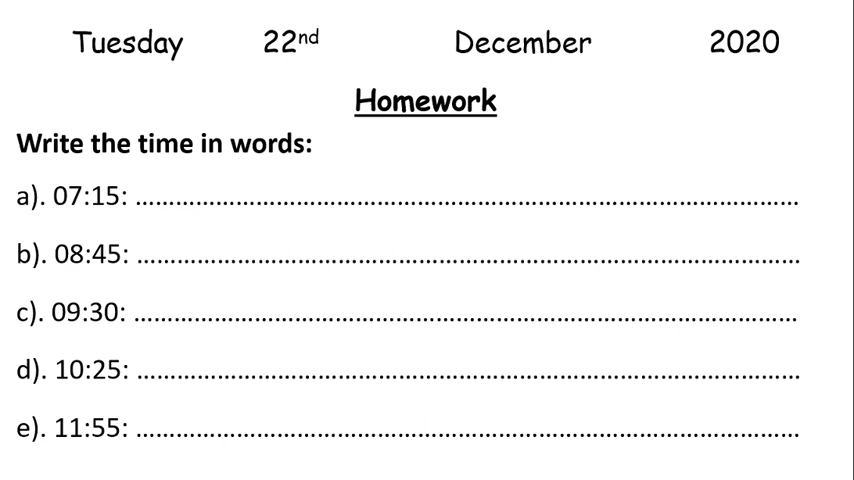 Tuesday 22nd December 2020
Homework
Write the time in words:
a). 07:15: ........................................................................................................
b). 08:45: ........................................................................................................
c). 09:30: ........................................................................................................
d). 10:25: ........................................................................................................
e). 11:55: ........................................................................................................